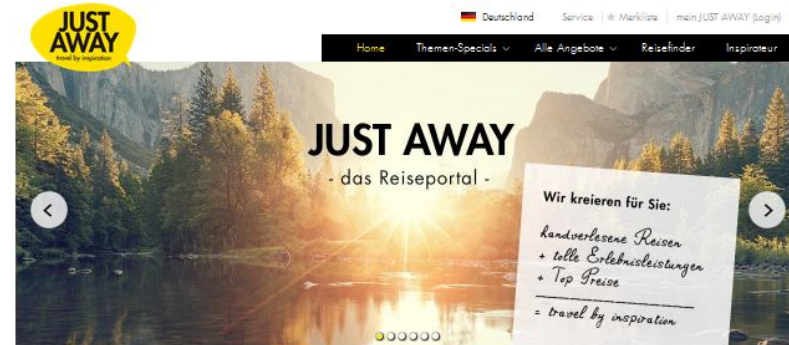 JUST
AWAY
travel by inspiration
Deutschland Service Merkliste mein JUST AWAY (Login)
Home Themen-Specials Alle Angebote Reisefinder Inspirateur
JUST AWAY
- das Reiseportal -
Wir kreieren für Sie:
handverlesene Reisen
+ tolle Erlebnisleistungen
+ Top Preise
= travel by inspiration